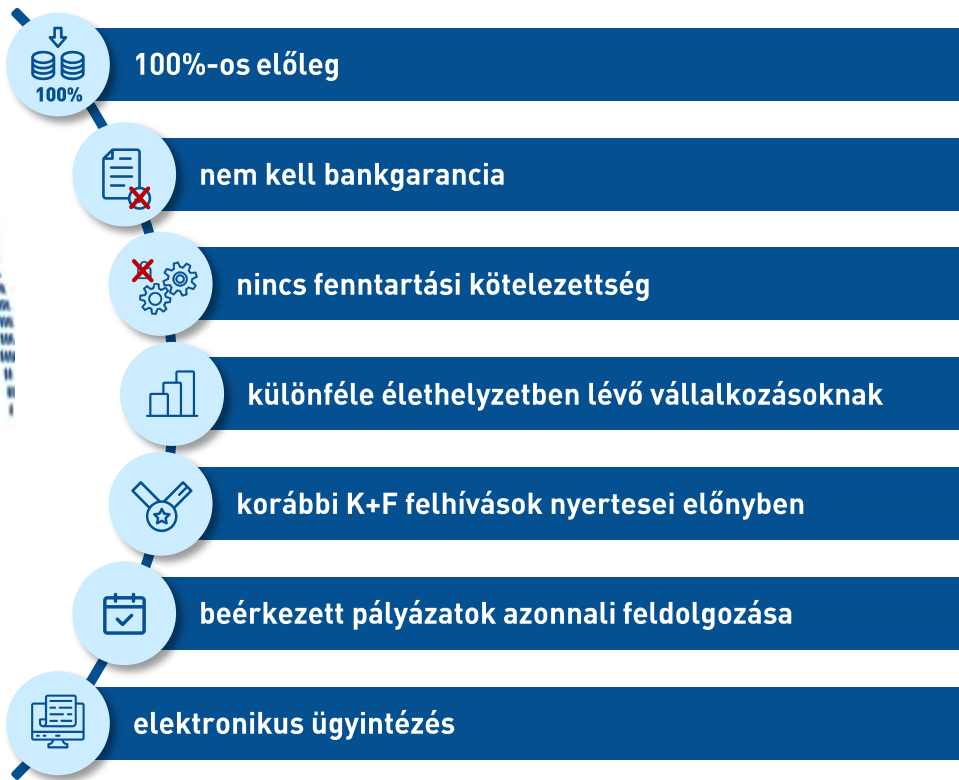 100%
100%-os előleg
nem kell bankgarancia
nincs fenntartási kötelezettség
különféle élethelyzetben lévő vállalkozásoknak
korábbi K+F felhívások nyertesei előnyben
beérkezett pályázatok azonnali feldolgozása
elektronikus ügyintézés